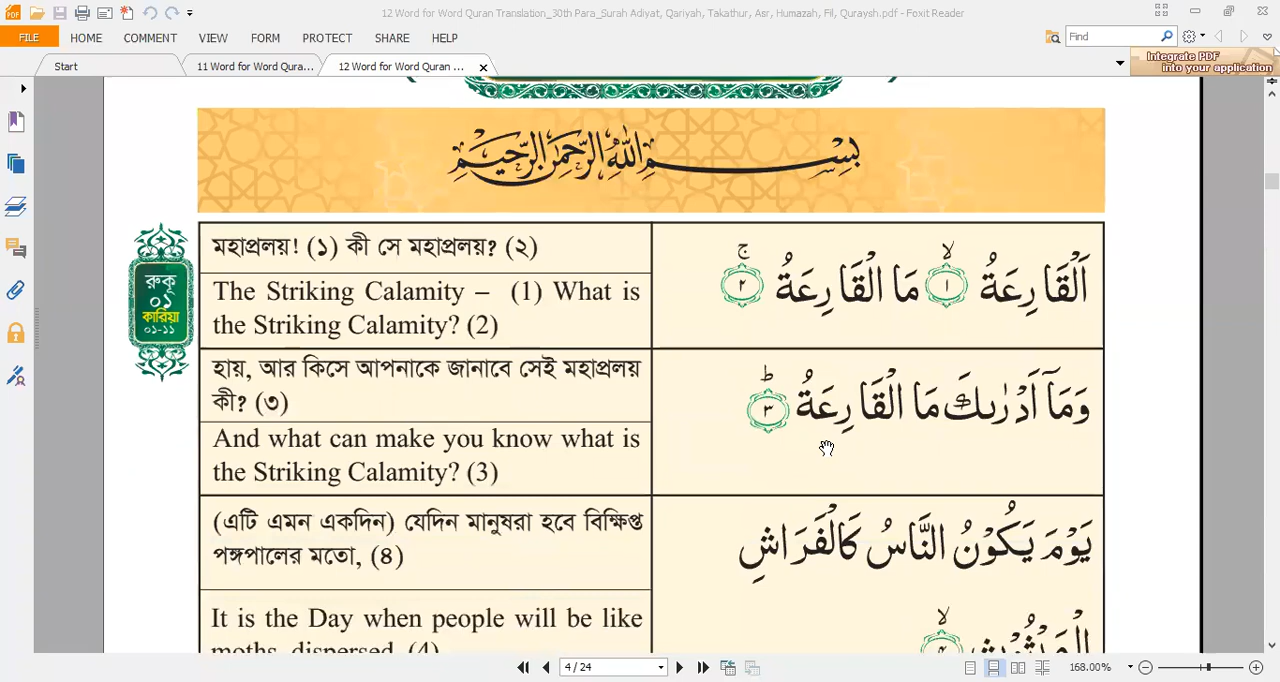 12 Word for Word Quran Translation_30th Para_Surah Adiyat, Qariyah, Takathur, Asr, Humazah, Fil, Quraysh.pdf - Foxit Reader
FILE HOME COMMENT VIEW FORM PROTECT SHARE HELP
Find
Start 11 Word for Word Qura... 12 Word for Word Quran ...
Integrate PDF
into your application
بِسْمِ اللّٰهِ الرَّحْمٰنِ الرَّحِيْمِ
রুকু
০১
কারিয়া
০১-১১
মহাপ্রলয়! (১) কী সে মহাপ্রলয়? (২)
The Striking Calamity – (1) What is
the Striking Calamity? (2)
اَلْقَارِعَةُ ۙ‏ ١ مَا الْقَارِعَةُ ۚ‏ ٢
হায়, আর কিসে আপনাকে জানাবে সেই মহাপ্রলয়
কী? (৩)
And what can make you know what is
the Striking Calamity? (3)
وَمَآ اَدْرٰىكَ مَا الْقَارِعَةُ ؕ‏ ٣
(এটি এমন একদিন) যেদিন মানুষরা হবে বিক্ষিপ্ত
পঙ্গপালের মতো, (৪)
It is the Day when people will be like
moths, dispersed, (4)
يَوْمَ يَكُوْنُ النَّاسُ كَالْفَرَاشِ
الْمَبْثُوْثِ ۙ‏ ٤
4 / 24
168.00%